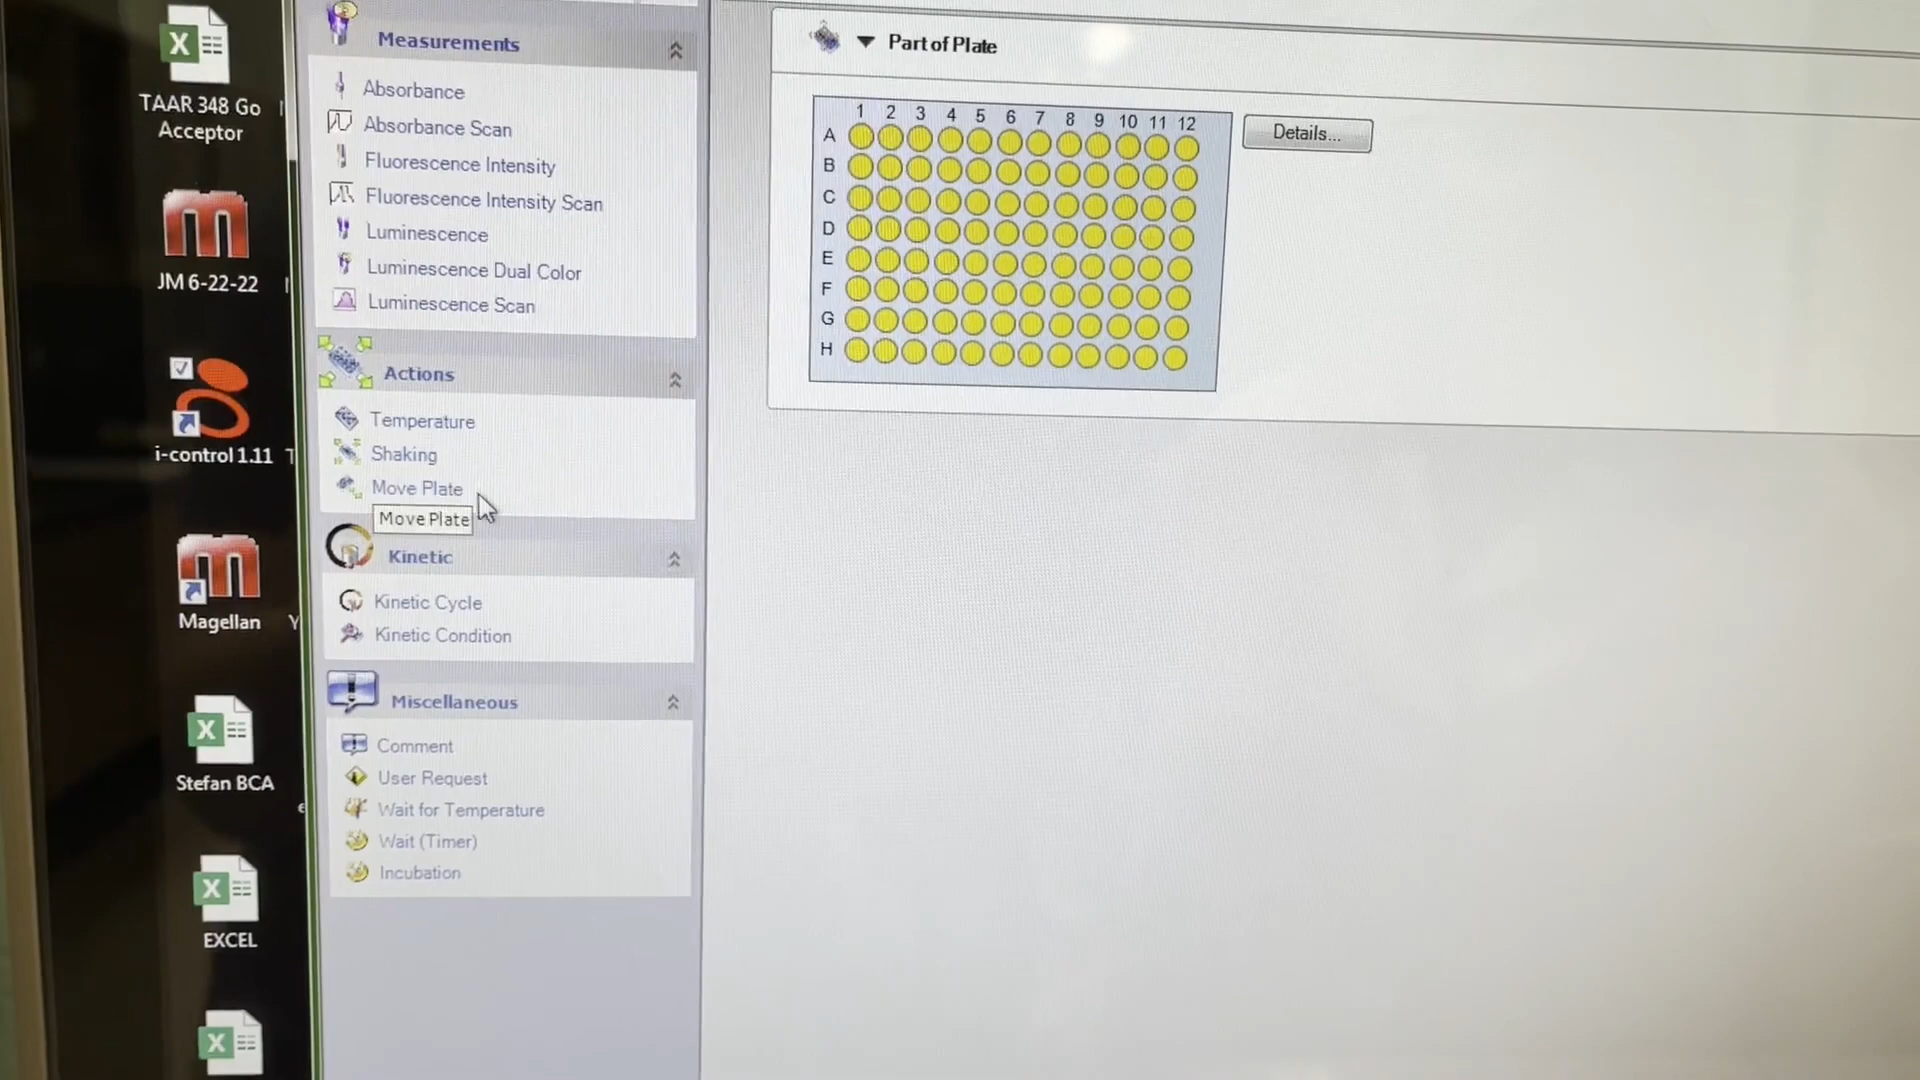 TAAR 348 Go
Acceptor
JM 6-22-22
i-control 1.11
Magellan
Stefan BCA
EXCEL
Measurements
Absorbance
Absorbance Scan
Fluorescence Intensity
Fluorescence Intensity Scan
Luminescence
Luminescence Dual Color
Luminescence Scan
Actions
Temperature
Shaking
Move Plate
Move Plate
Kinetic
Kinetic Cycle
Kinetic Condition
Miscellaneous
Comment
User Request
Wait for Temperature
Wait (Timer)
Incubation
Part of Plate
1 2 3 4 5 6 7 8 9 10 11 12
A
B
C
D
E
F
G
H
Details...